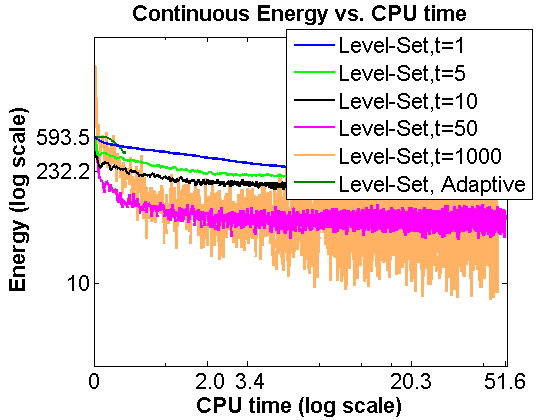 Continuous Energy vs. CPU time
Level-Set,t=1
Level-Set,t=5
Level-Set,t=10
Level-Set,t=50
Level-Set,t=1000
Level-Set, Adaptive
Energy (log scale)
593.5
232.2
10
0 2.0 3.4 20.3 51.6
CPU time (log scale)